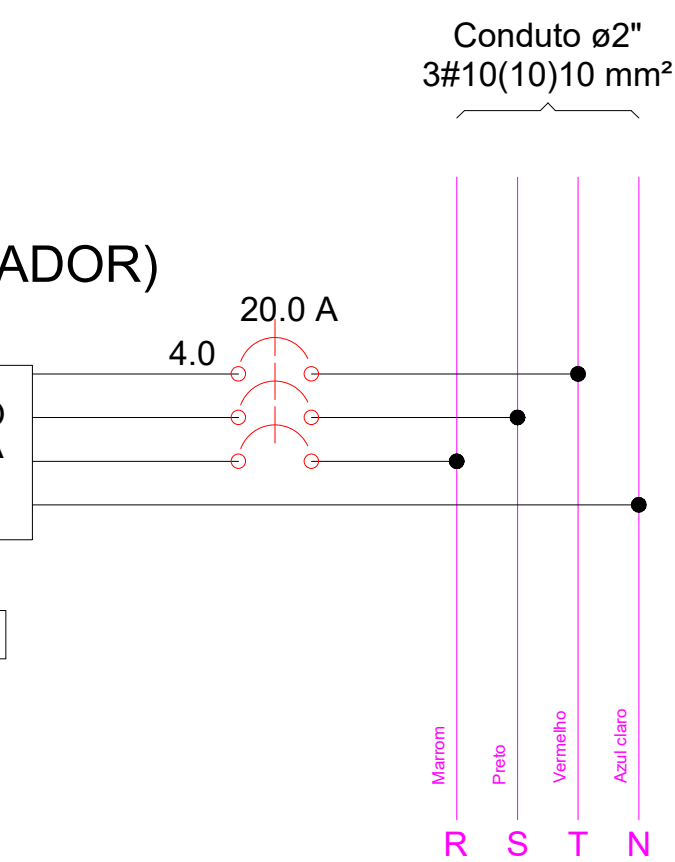 Conduto ø2"
3#10(10)10 mm²
ADOR)
20.0 A
4.0
Marrom
Preto
Vermelho
Azul claro
R S T N